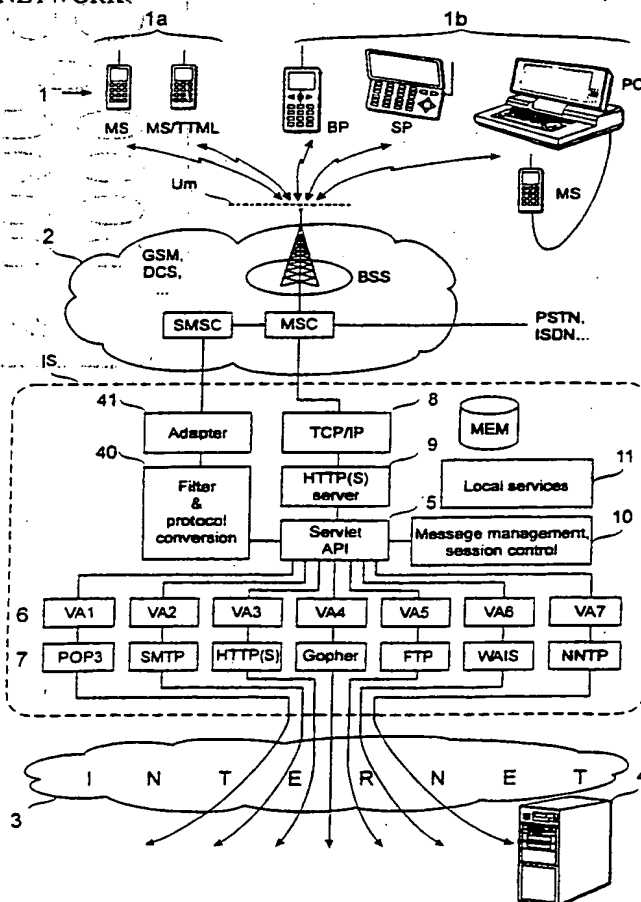 NETWORK
1a
1b
1
MS
MS/TTML
BP
SP
PC
MS
Um
2
GSM,
DCS,
...
BSS
SMSC
MSC
PSTN,
ISDN...
IS
41
Adapter
8
TCP/IP
MEM
40
Filter
&
protocol
conversion
9
HTTP(S)
server
11
Local services
5
Servlet
API
10
Message management,
session control
6
VA1
VA2
VA3
VA4
VA5
VA6
VA7
7
POP3
SMTP
HTTP(S)
Gopher
FTP
WAIS
NNTP
I N T E R N E T
3
4